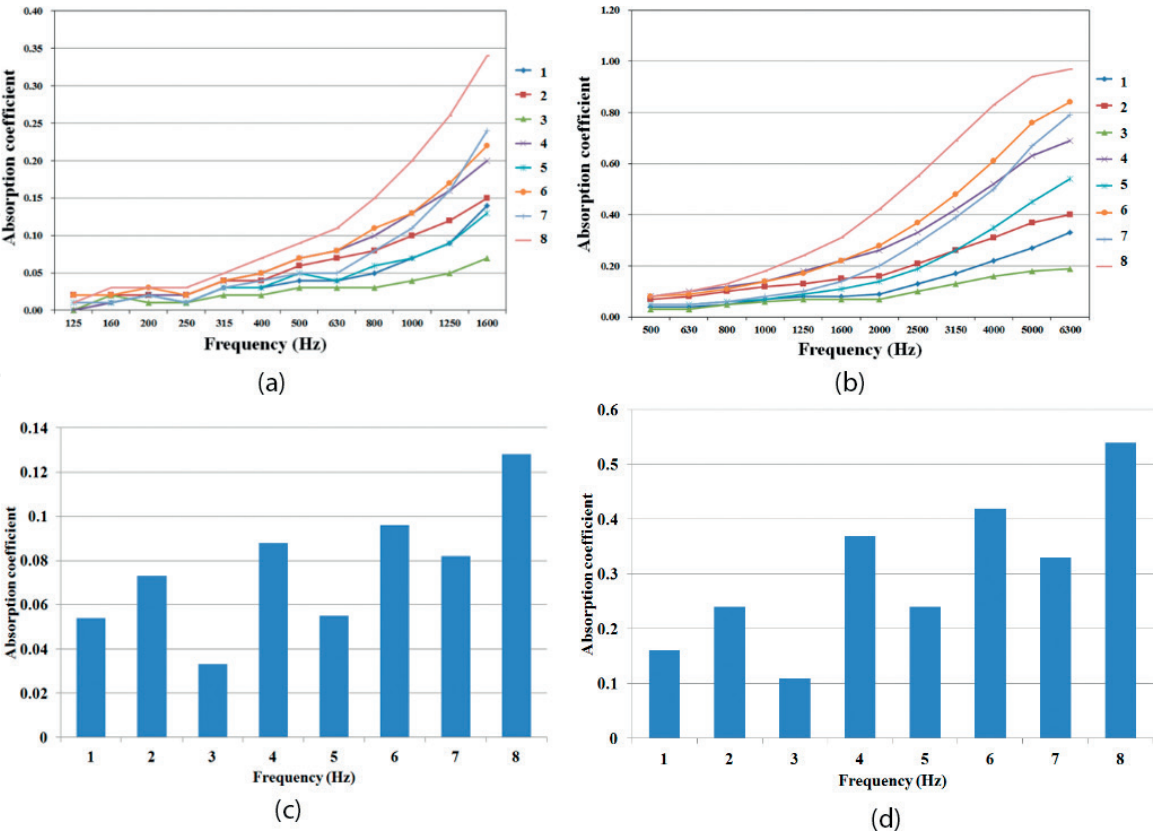 0.40
0.35
0.30
0.25
0.20
0.15
0.10
0.05
0.00
Absorption coefficient
125 160 200 250 315 400 500 630 800 1000 1250 1600
Frequency (Hz)
1
2
3
4
5
6
7
8
(a)
1.20
1.00
0.80
0.60
0.40
0.20
0.00
Absorption coefficient
500 630 800 1000 1250 1600 2000 2500 3150 4000 5000 6300
Frequency (Hz)
1
2
3
4
5
6
7
8
(b)
0.14
0.12
0.1
0.08
0.06
0.04
0.02
0
Absorption coefficient
1 2 3 4 5 6 7 8
Frequency (Hz)
(c)
0.6
0.5
0.4
0.3
0.2
0.1
0
Absorption coefficient
1 2 3 4 5 6 7 8
Frequency (Hz)
(d)